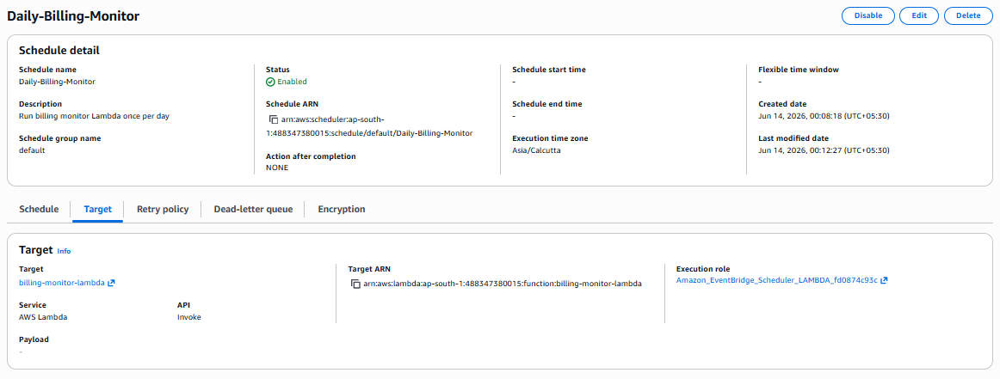 Daily-Billing-Monitor
Disable
Edit
Delete
Schedule detail
Schedule name
Daily-Billing-Monitor
Description
Run billing monitor Lambda once per day
Schedule group name
default
Status
Enabled
Schedule ARN
arn:aws:scheduler:ap-south-
1:488347380015:schedule/default/Daily-Billing-Monitor
Action after completion
NONE
Schedule start time
-
Schedule end time
-
Execution time zone
Asia/Calcutta
Flexible time window
-
Created date
Jun 14, 2026, 00:08:18 (UTC+05:30)
Last modified date
Jun 14, 2026, 00:12:27 (UTC+05:30)
Schedule
Target
Retry policy
Dead-letter queue
Encryption
Target Info
Target
billing-monitor-lambda
Service
AWS Lambda
API
Invoke
Payload
-
Target ARN
arn:aws:lambda:ap-south-1:488347380015:function:billing-monitor-lambda
Execution role
Amazon_EventBridge_Scheduler_LAMBDA_fd0874c93c